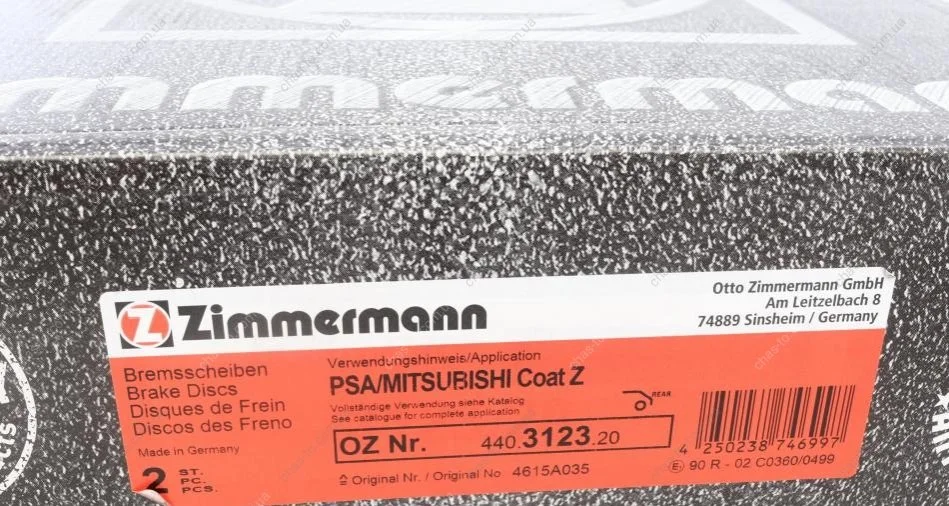 mmermann
Zimmermann
Otto Zimmermann GmbH
Am Leitzelbach 8
74889 Sinsheim / Germany
Bremsscheiben
Brake Discs
Disques de Frein
Discos des Freno
Made in Germany
2 ST.
PC.
PCS.
Verwendungshinweis/Application
PSA/MITSUBISHI Coat Z
Vollständige Verwendung siehe Katalog
See catalogue for complete application
REAR
OZ Nr. 440.3123.20
≙ Original Nr. / Original No 4615A035
4 250238 746997
E 90 R - 02 C0360/0499